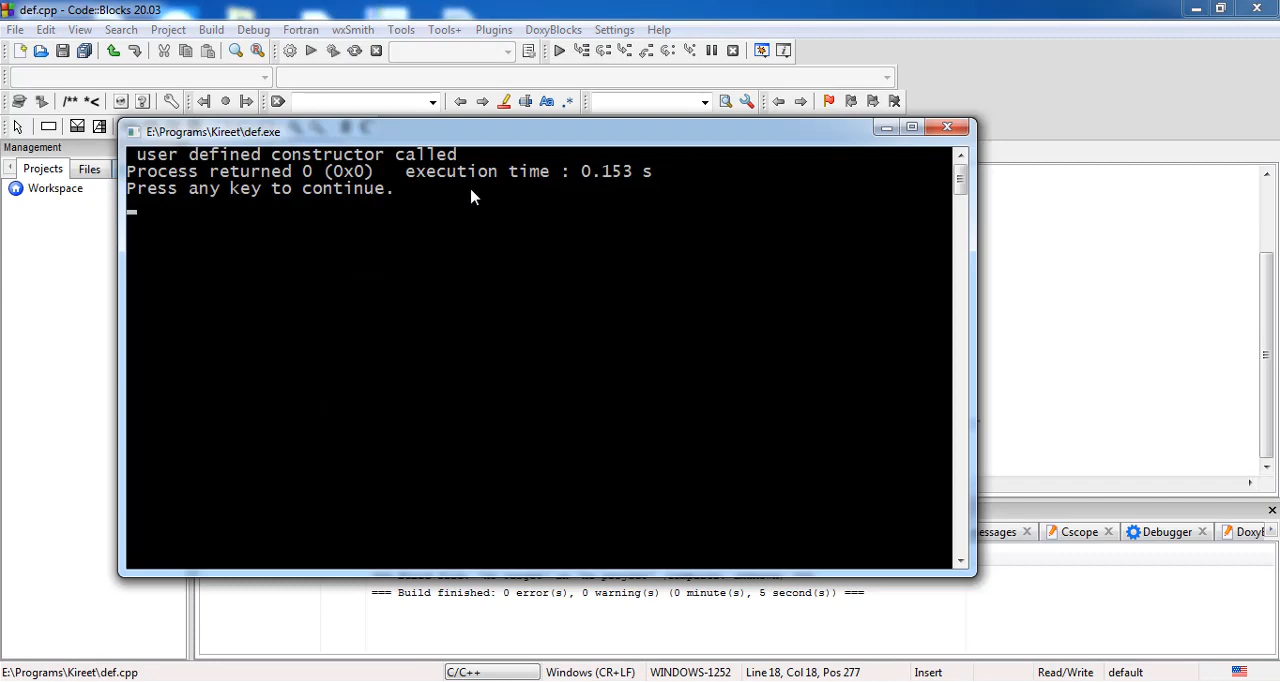 def.cpp - Code::Blocks 20.03
File Edit View Search Project Build Debug Fortran wxSmith Tools Tools+ Plugins DoxyBlocks Settings Help
/** *<
Aa .*
Management
Projects Files
Workspace
E:\Programs\Kireet\def.exe
user defined constructor called
Process returned 0 (0x0)   execution time : 0.153 s
Press any key to continue.
essages Cscope Debugger DoxyB
=== Build finished: 0 error(s), 0 warning(s) (0 minute(s), 5 second(s)) ===
E:\Programs\Kireet\def.cpp C/C++ Windows (CR+LF) WINDOWS-1252 Line 18, Col 18, Pos 277 Insert Read/Write default